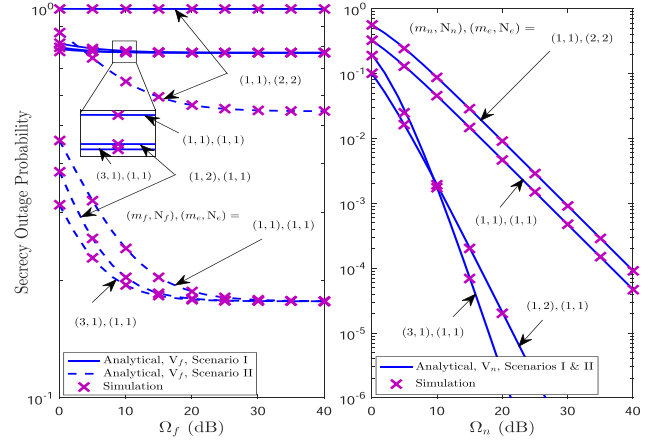 10^0
(1, 1), (2, 2)
(1, 1), (1, 1)
(3, 1), (1, 1)
(1, 2), (1, 1)
(m_f, N_f), (m_e, N_e) =
(1, 1), (1, 1)
(3, 1), (1, 1)
Analytical, V_f, Scenario I
Analytical, V_f, Scenario II
Simulation
10^-1
0 10 20 30 40
Ω_f (dB)
Secrecy Outage Probability
10^0
10^-1
10^-2
10^-3
10^-4
10^-5
10^-6
(m_n, N_n), (m_e, N_e) =
(1, 1), (2, 2)
(1, 1), (1, 1)
(1, 2), (1, 1)
(3, 1), (1, 1)
Analytical, V_n, Scenarios I & II
Simulation
0 10 20 30 40
Ω_n (dB)